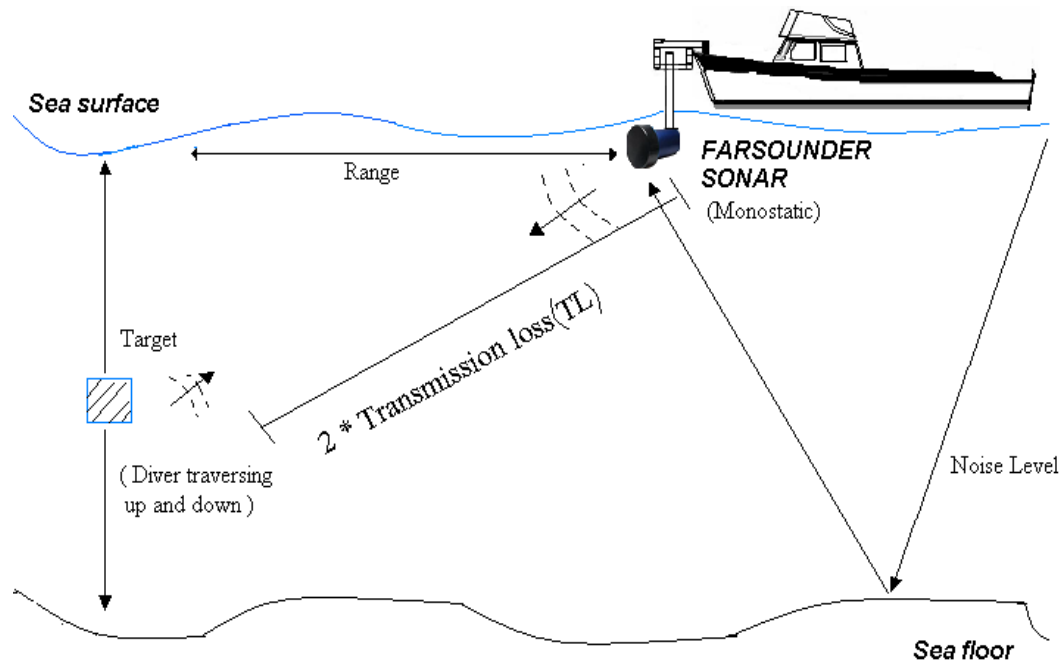 Sea surface
Range
FARSOUNDER
SONAR
(Monostatic)
2 * Transmission loss(TL)
Target
( Diver traversing
up and down )
Noise Level
Sea floor